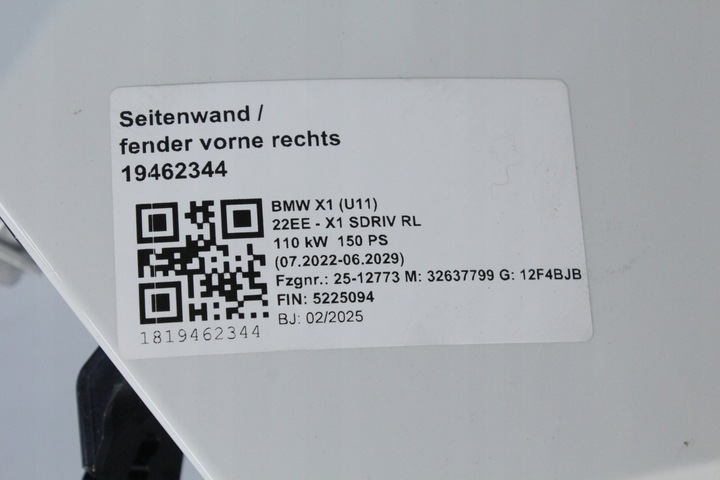 Seitenwand /
fender vorne rechts
19462344
BMW X1 (U11)
22EE - X1 SDRIV RL
110 kW 150 PS
(07.2022-06.2029)
Fzgnr.: 25-12773 M: 32637799 G: 12F4BJB
FIN: 5225094
BJ: 02/2025
1819462344